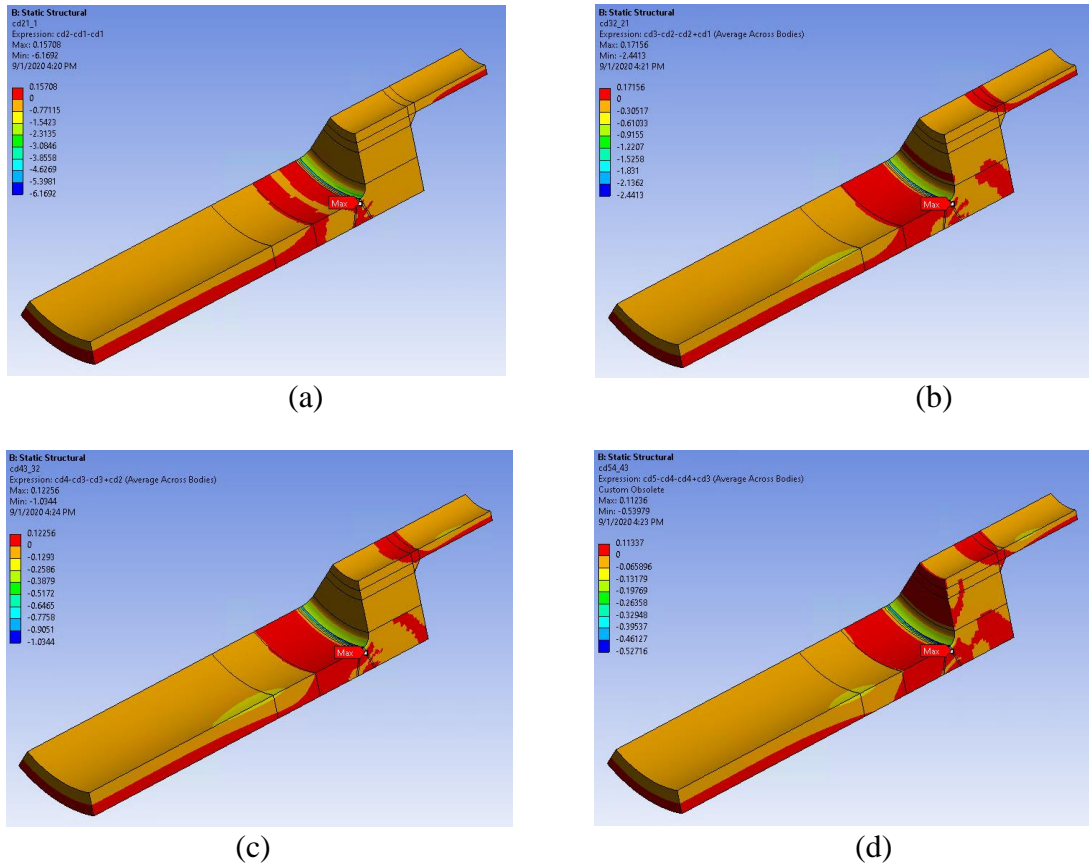 B: Static Structural
cd21_1
Expression: cd2-cd1-cd1
Max: 0.15708
Min: -6.1692
9/1/2020 4:20 PM
0.15708
0
-0.77115
-1.5423
-2.3135
-3.0846
-3.8558
-4.6269
-5.3981
-6.1692
Max
(a)
B: Static Structural
cd32_21
Expression: cd3-cd2-cd2+cd1 (Average Across Bodies)
Max: 0.17156
Min: -2.4413
9/1/2020 4:21 PM
0.17156
0
-0.30517
-0.61033
-0.9155
-1.2207
-1.5258
-1.831
-2.1362
-2.4413
Max
(b)
B: Static Structural
cd43_32
Expression: cd4-cd3-cd3+cd2 (Average Across Bodies)
Max: 0.12256
Min: -1.0344
9/1/2020 4:24 PM
0.12256
0
-0.1293
-0.2586
-0.3879
-0.5172
-0.6465
-0.7758
-0.9051
-1.0344
Max
(c)
B: Static Structural
cd54_43
Expression: cd5-cd4-cd4+cd3 (Average Across Bodies)
Custom Obsolete
Max: 0.11236
Min: -0.53979
9/1/2020 4:23 PM
0.11337
0
-0.065896
-0.13179
-0.19769
-0.26358
-0.32948
-0.39537
-0.46127
-0.52716
Max
(d)